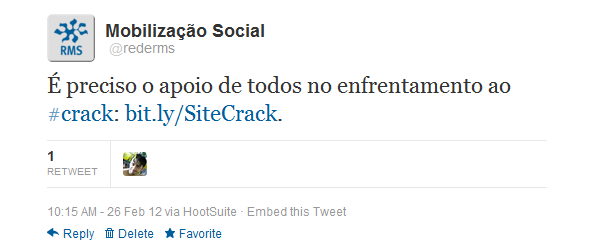 RMS
Mobilização Social
@rederms
É preciso o apoio de todos no enfrentamento ao
#crack: bit.ly/SiteCrack.
1
RETWEET
10:15 AM - 26 Feb 12 via HootSuite · Embed this Tweet
Reply Delete Favorite